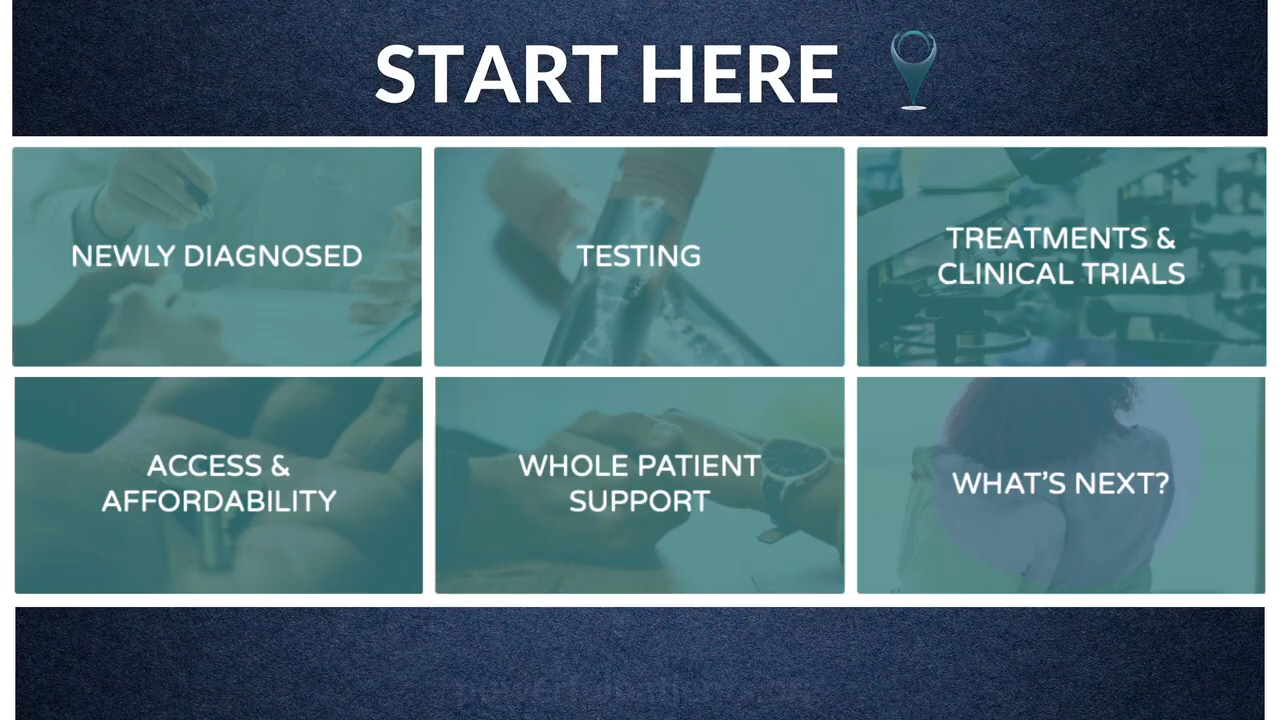 START HERE
NEWLY DIAGNOSED
TESTING
TREATMENTS &
CLINICAL TRIALS
ACCESS &
AFFORDABILITY
WHOLE PATIENT
SUPPORT
WHAT'S NEXT?